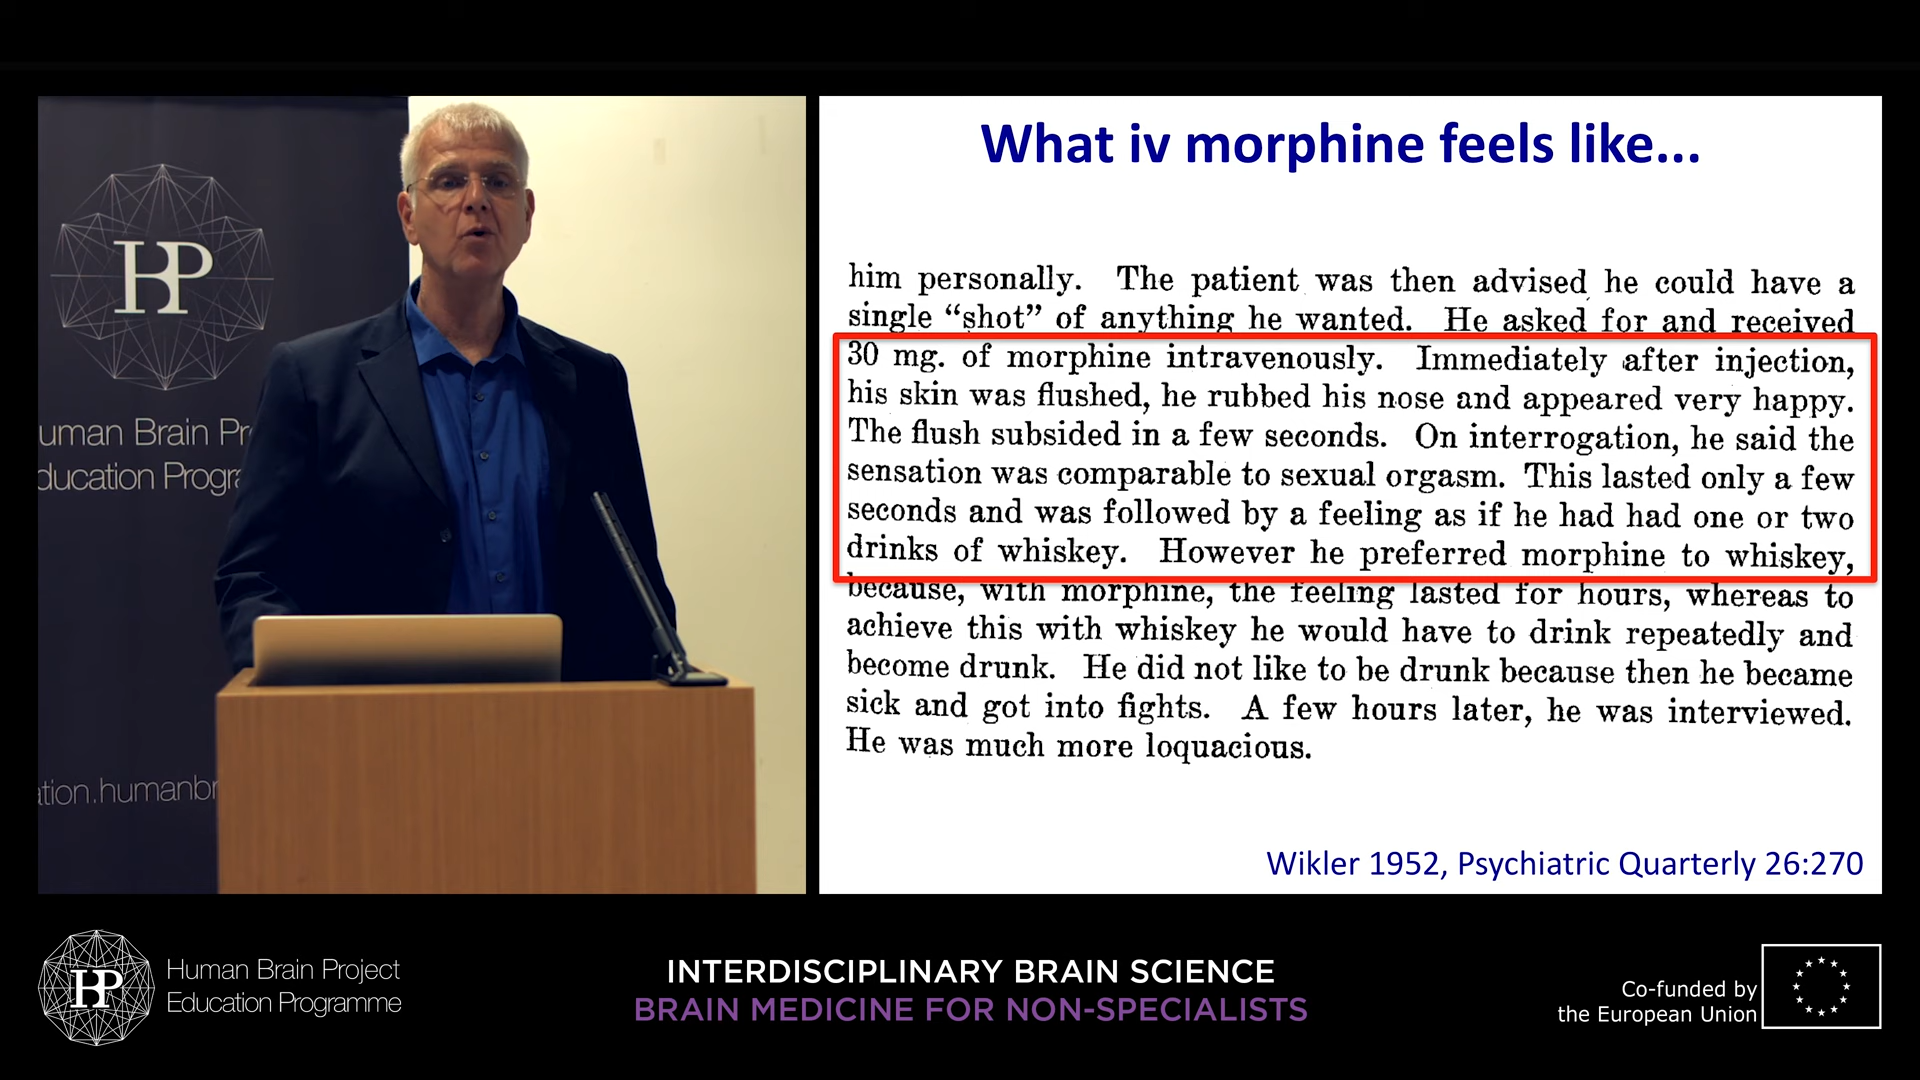 HBP
uman Brain Pr
ducation Progra
ation.humanbr
What iv morphine feels like...
him personally. The patient was then advised he could have a
single “shot” of anything he wanted. He asked for and received
30 mg. of morphine intravenously. Immediately after injection,
his skin was flushed, he rubbed his nose and appeared very happy.
The flush subsided in a few seconds. On interrogation, he said the
sensation was comparable to sexual orgasm. This lasted only a few
seconds and was followed by a feeling as if he had had one or two
drinks of whiskey. However he preferred morphine to whiskey,
because, with morphine, the feeling lasted for hours, whereas to
achieve this with whiskey he would have to drink repeatedly and
become drunk. He did not like to be drunk because then he became
sick and got into fights. A few hours later, he was interviewed.
He was much more loquacious.
Wikler 1952, Psychiatric Quarterly 26:270
HBP
Human Brain Project
Education Programme
INTERDISCIPLINARY BRAIN SCIENCE
BRAIN MEDICINE FOR NON-SPECIALISTS
Co-funded by
the European Union